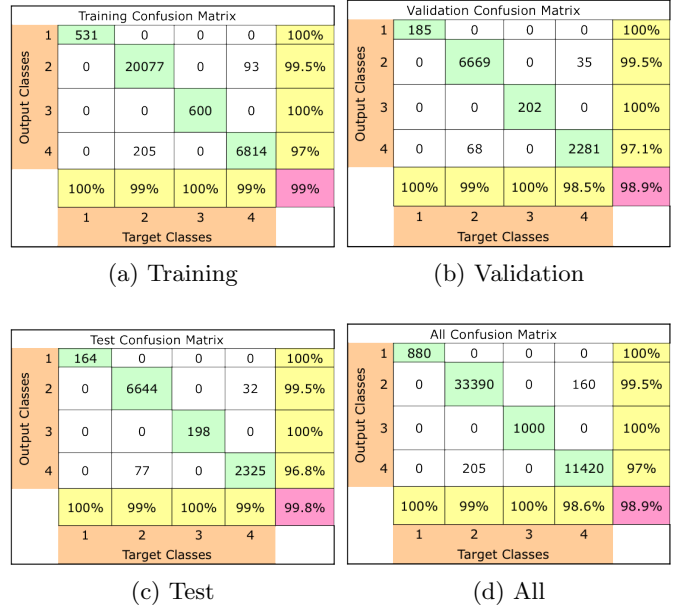 Training Confusion Matrix
1 531 0 0 0 100%
2 0 20077 0 93 99.5%
3 0 0 600 0 100%
4 0 205 0 6814 97%
100% 99% 100% 99% 99%
1 2 3 4
Target Classes
Output Classes
(a) Training
Validation Confusion Matrix
1 185 0 0 0 100%
2 0 6669 0 35 99.5%
3 0 0 202 0 100%
4 0 68 0 2281 97.1%
100% 99% 100% 98.5% 98.9%
1 2 3 4
Target Classes
Output Classes
(b) Validation
Test Confusion Matrix
1 164 0 0 0 100%
2 0 6644 0 32 99.5%
3 0 0 198 0 100%
4 0 77 0 2325 96.8%
100% 99% 100% 99% 99.8%
1 2 3 4
Target Classes
Output Classes
(c) Test
All Confusion Matrix
1 880 0 0 0 100%
2 0 33390 0 160 99.5%
3 0 0 1000 0 100%
4 0 205 0 11420 97%
100% 99% 100% 98.6% 98.9%
1 2 3 4
Target Classes
Output Classes
(d) All